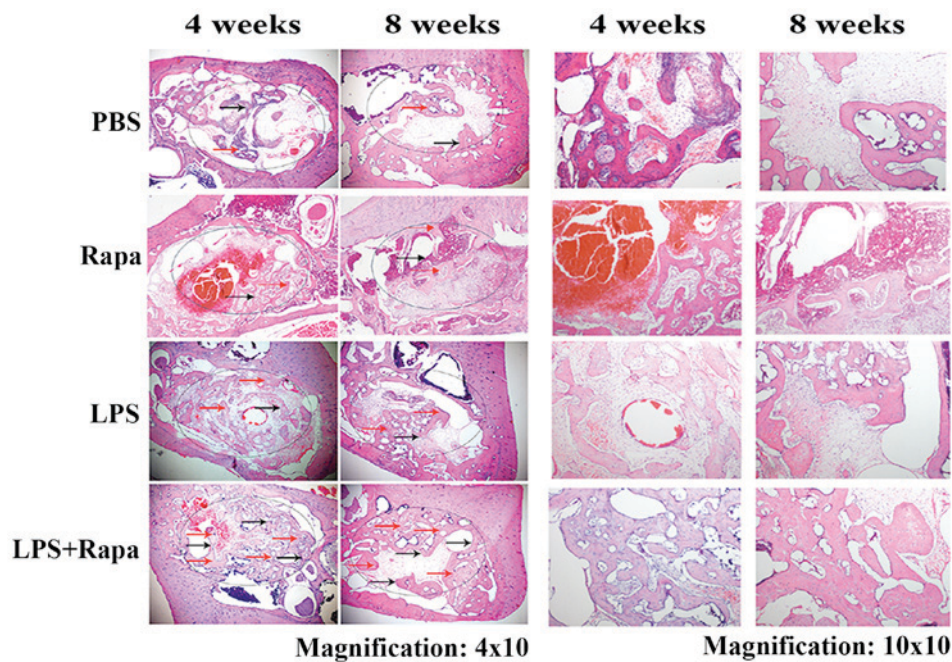 4 weeks 8 weeks 4 weeks 8 weeks
PBS
Rapa
LPS
LPS+Rapa
Magnification: 4x10 Magnification: 10x10